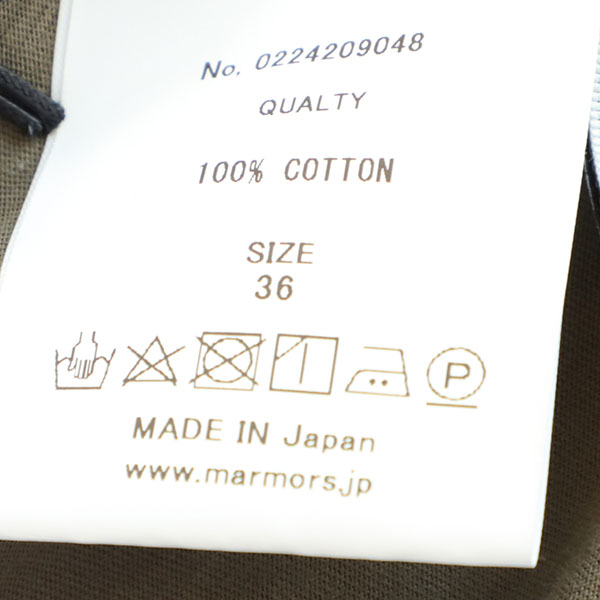 No. 0224209048
QUALTY
100% COTTON
SIZE
36
P
MADE IN Japan
www.marmors.jp